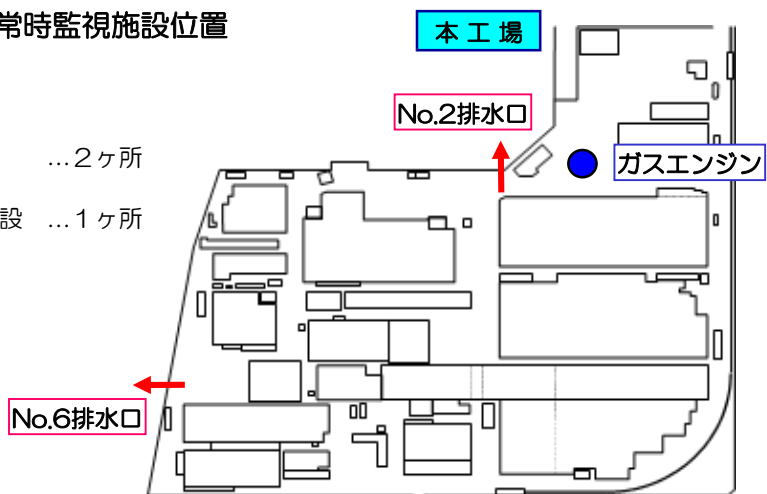 常時監視施設位置
本工場
No.2排水口
…2ヶ所
ガスエンジン
設 …1ヶ所
No.6排水口